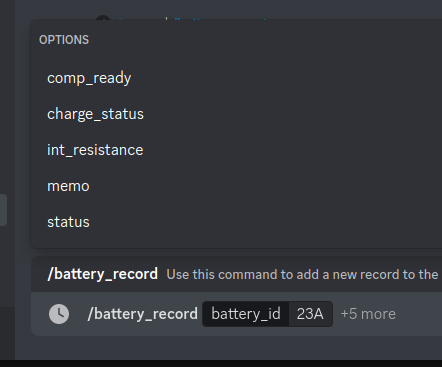 OPTIONS
comp_ready
charge_status
int_resistance
memo
status
/battery_record Use this command to add a new record to the
/battery_record battery_id 23A +5 more